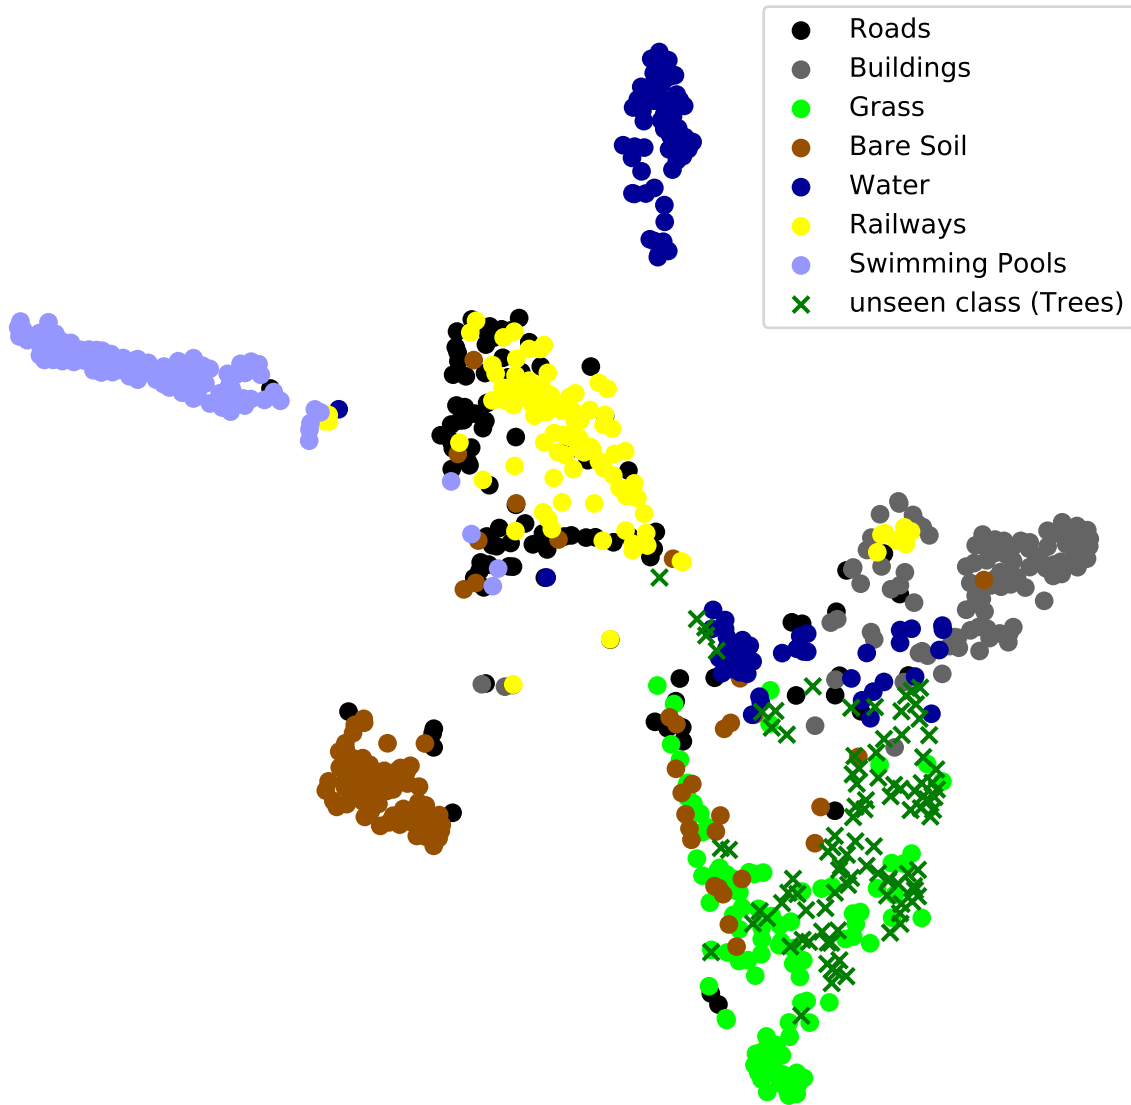 Roads
Buildings
Grass
Bare Soil
Water
Railways
Swimming Pools
unseen class (Trees)